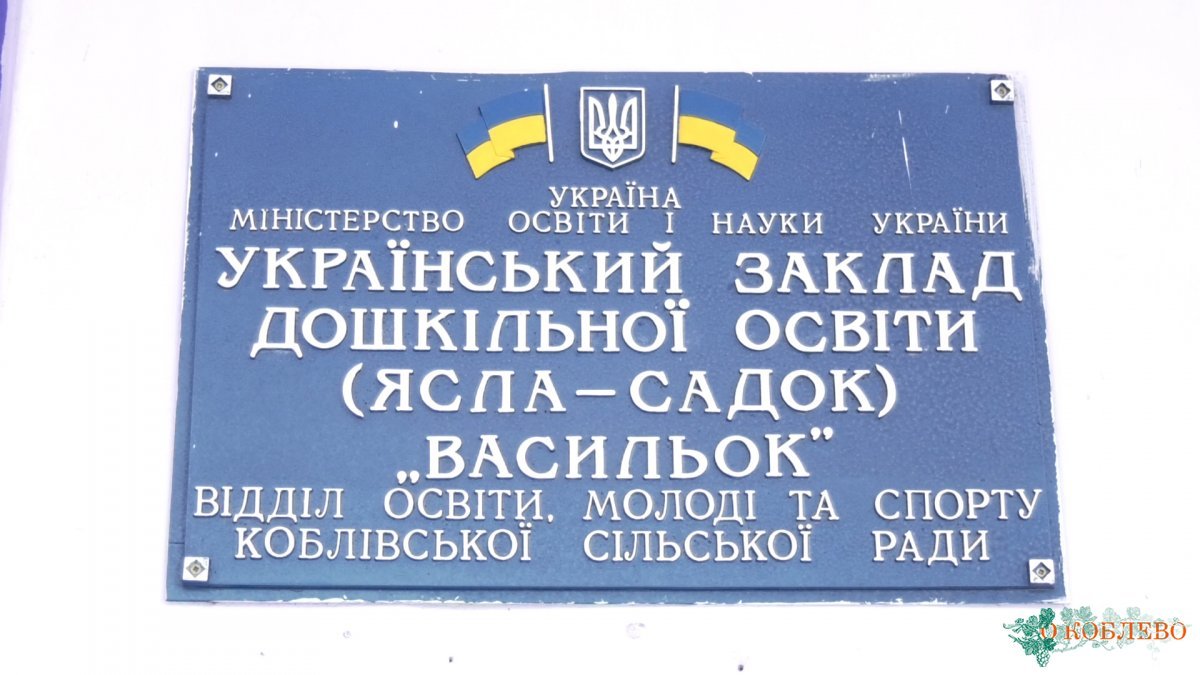 УКРАЇНА
МІНІСТЕРСТВО ОСВІТИ І НАУКИ УКРАЇНИ
УКРАЇНСЬКИЙ ЗАКЛАД
ДОШКІЛЬНОЇ ОСВІТИ
(ЯСЛА – САДОК)
„ВАСИЛЬОК”
ВІДДІЛ ОСВІТИ, МОЛОДІ ТА СПОРТУ
КОБЛІВСЬКОЇ СІЛЬСЬКОЇ РАДИ
О КОБЛЕВО